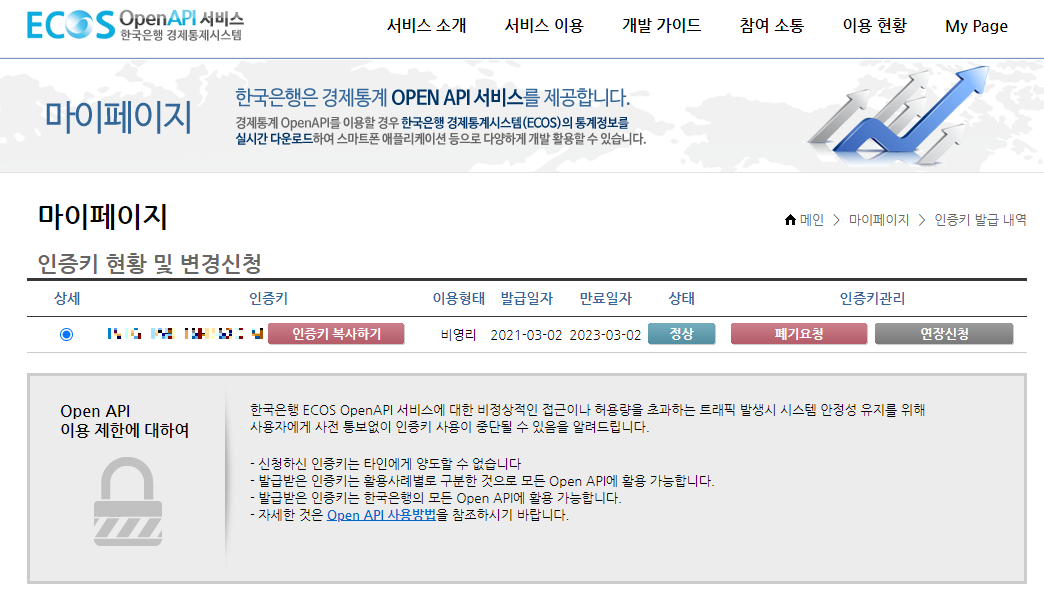 ECOS OpenAPI 서비스
한국은행 경제통계시스템
서비스 소개 서비스 이용 개발 가이드 참여 소통 이용 현황 My Page
마이페이지
한국은행은 경제통계 OPEN API 서비스를 제공합니다.
경제통계 OpenAPI를 이용할 경우 한국은행 경제통계시스템(ECOS)의 통계정보를
실시간 다운로드하여 스마트폰 애플리케이션 등으로 다양하게 개발 활용할 수 있습니다.
마이페이지
메인 > 마이페이지 > 인증키 발급 내역
인증키 현황 및 변경신청
상세 인증키 이용형태 발급일자 만료일자 상태 인증키관리
인증키 복사하기 비영리 2021-03-02 2023-03-02 정상 폐기요청 연장신청
Open API
이용 제한에 대하여
한국은행 ECOS OpenAPI 서비스에 대한 비정상적인 접근이나 허용량을 초과하는 트래픽 발생시 시스템 안정성 유지를 위해
사용자에게 사전 통보없이 인증키 사용이 중단될 수 있음을 알려드립니다.
- 신청하신 인증키는 타인에게 양도할 수 없습니다
- 발급받은 인증키는 활용사례별로 구분한 것으로 모든 Open API에 활용 가능합니다.
- 발급받은 인증키는 한국은행의 모든 Open API에 활용 가능합니다.
- 자세한 것은 Open API 사용방법을 참조하시기 바랍니다.